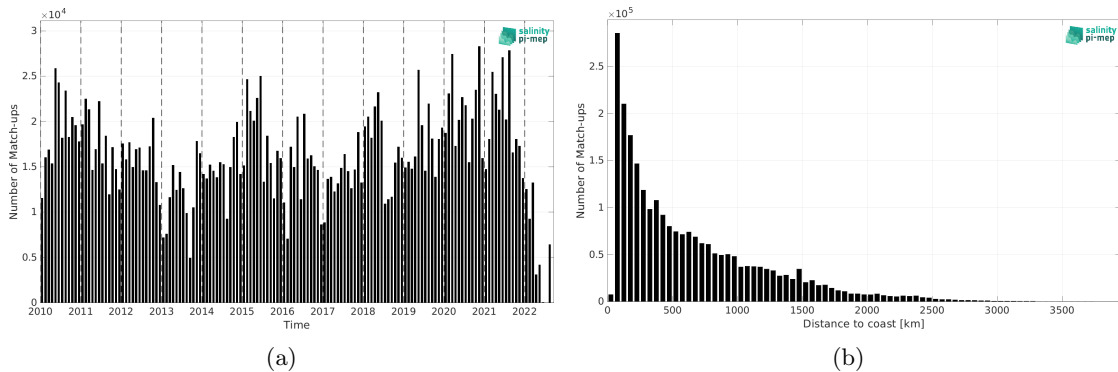 ×10⁴
salinity
pi-mep
3
2.5
2
1.5
1
0.5
0
Number of Match-ups
2010 2011 2012 2013 2014 2015 2016 2017 2018 2019 2020 2021 2022
Time
(a)
×10⁵
salinity
pi-mep
2.5
2
1.5
1
0.5
0
Number of Match-ups
0 500 1000 1500 2000 2500 3000 3500
Distance to coast [km]
(b)